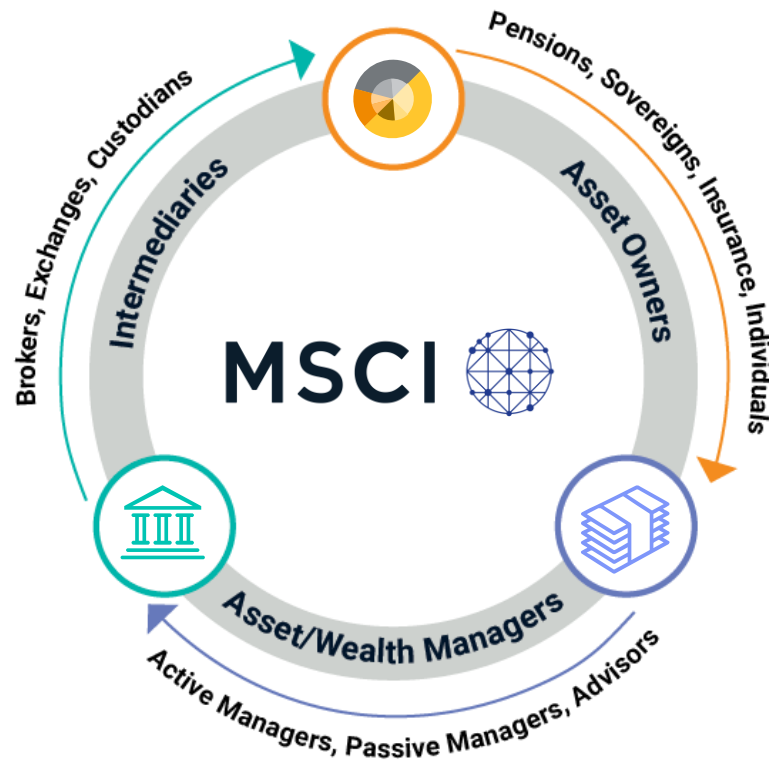 Pensions, Sovereigns, Insurance, Individuals
Asset Owners
Brokers, Exchanges, Custodians
Intermediaries
MSCI
Asset/Wealth Managers
Active Managers, Passive Managers, Advisors